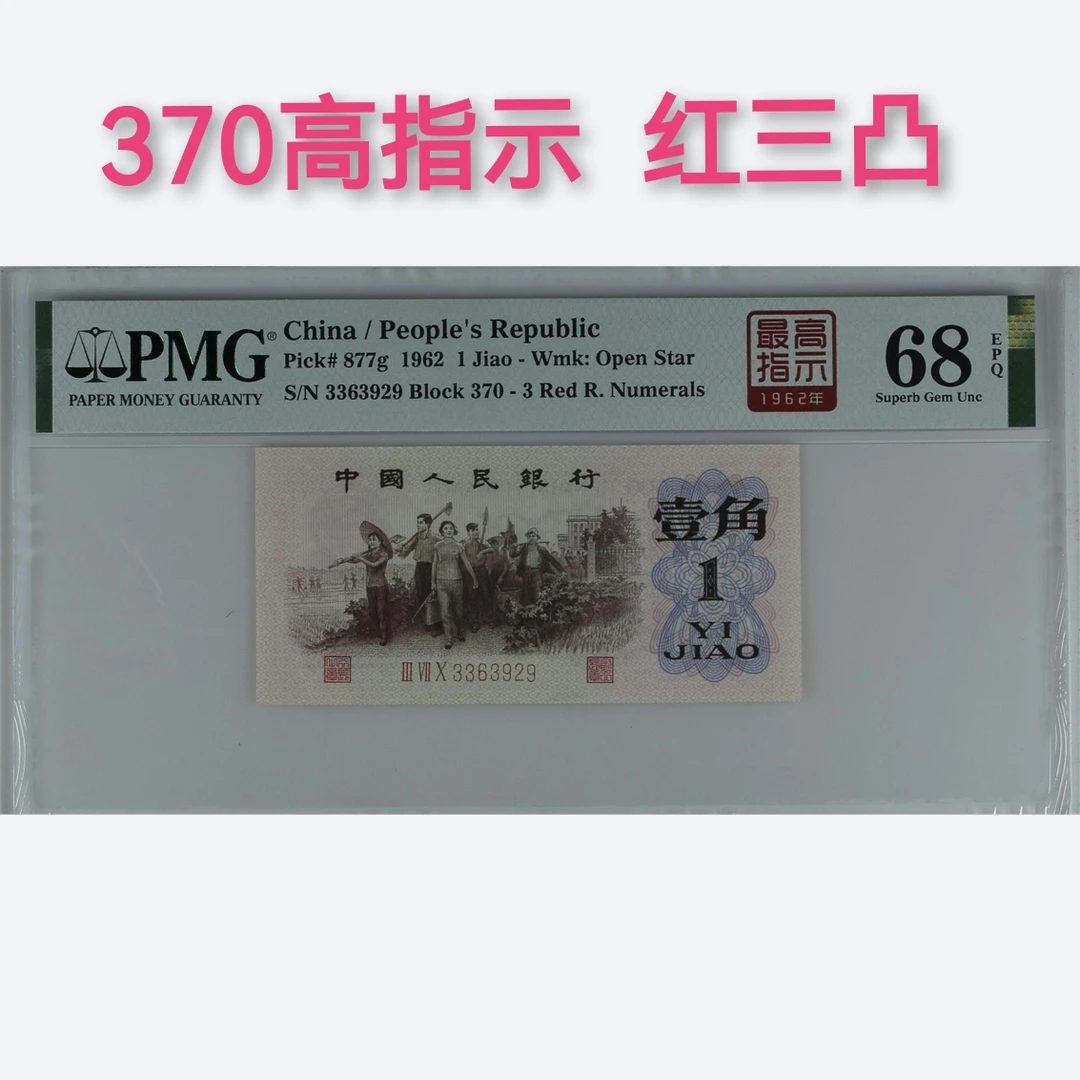 370高指示 红三凸
PMG®
PAPER MONEY GUARANTY
China / People's Republic
Pick# 877g 1962 1 Jiao - Wmk: Open Star
S/N 3363929 Block 370 - 3 Red R. Numerals
最高
指示
1962年
68
EPQ
Superb Gem Unc
中國人民銀行
壹角
1
YI
JIAO
III VII X 3363929